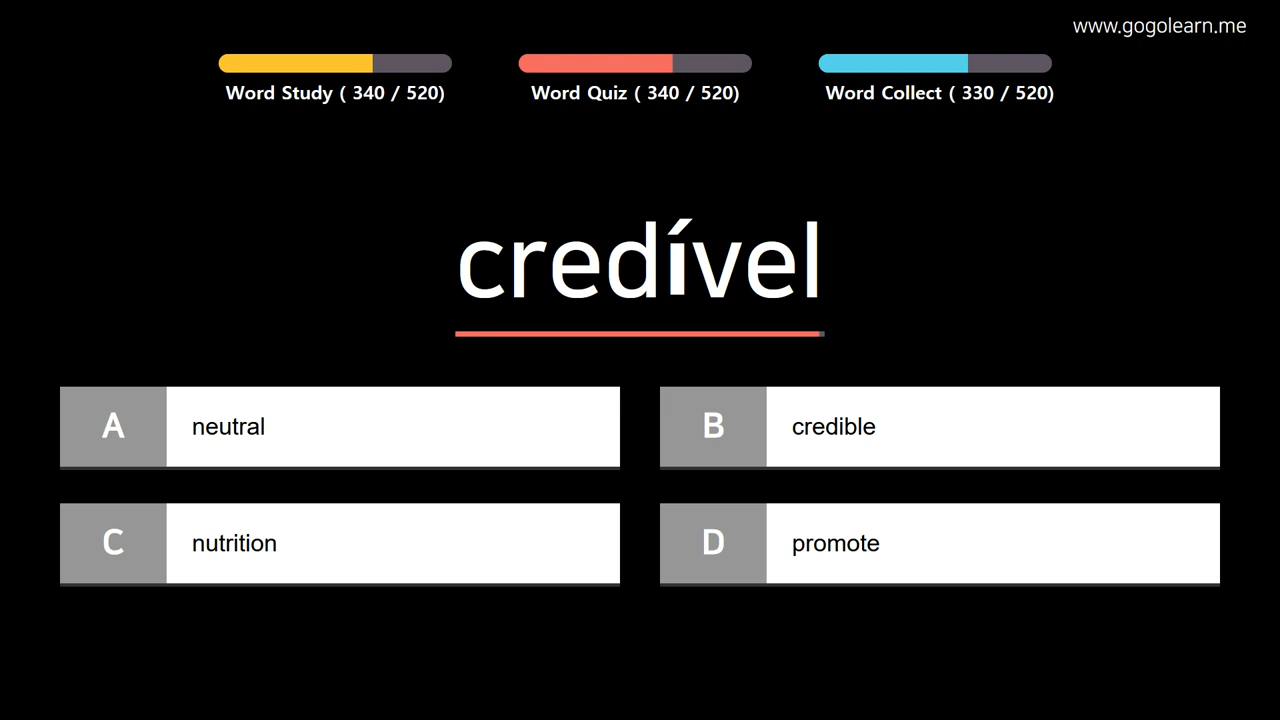 www.gogolearn.me
Word Study ( 340 / 520)
Word Quiz ( 340 / 520)
Word Collect ( 330 / 520)
credível
A neutral
B credible
C nutrition
D promote